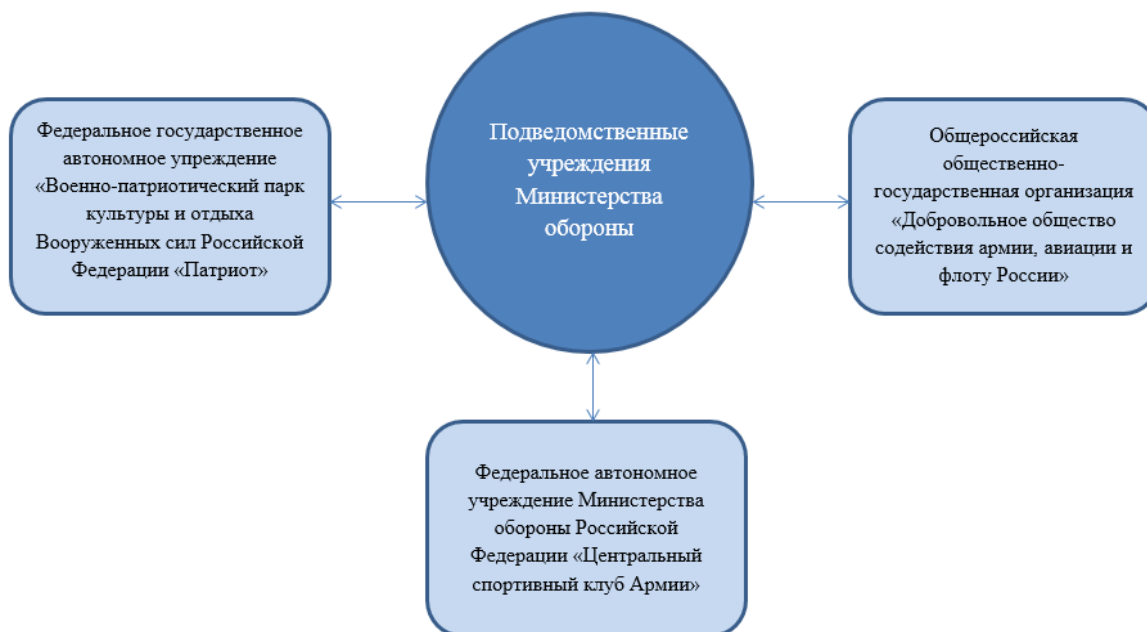 Подведомственные
учреждения
Министерства
обороны
Федеральное государственное
автономное упреждение
«Военно-патриотический парк
культуры и отдыха
Вооруженных сил Российской
Федерации «Патриот»
Общероссийская
общественно-
государственная организация
«Добровольное общество
содействия армии, авиации и
флоту России»
Федеральное автономное
учреждение Министерства
обороны Российской
Федерации «Центральный
спортивный клуб Армии»